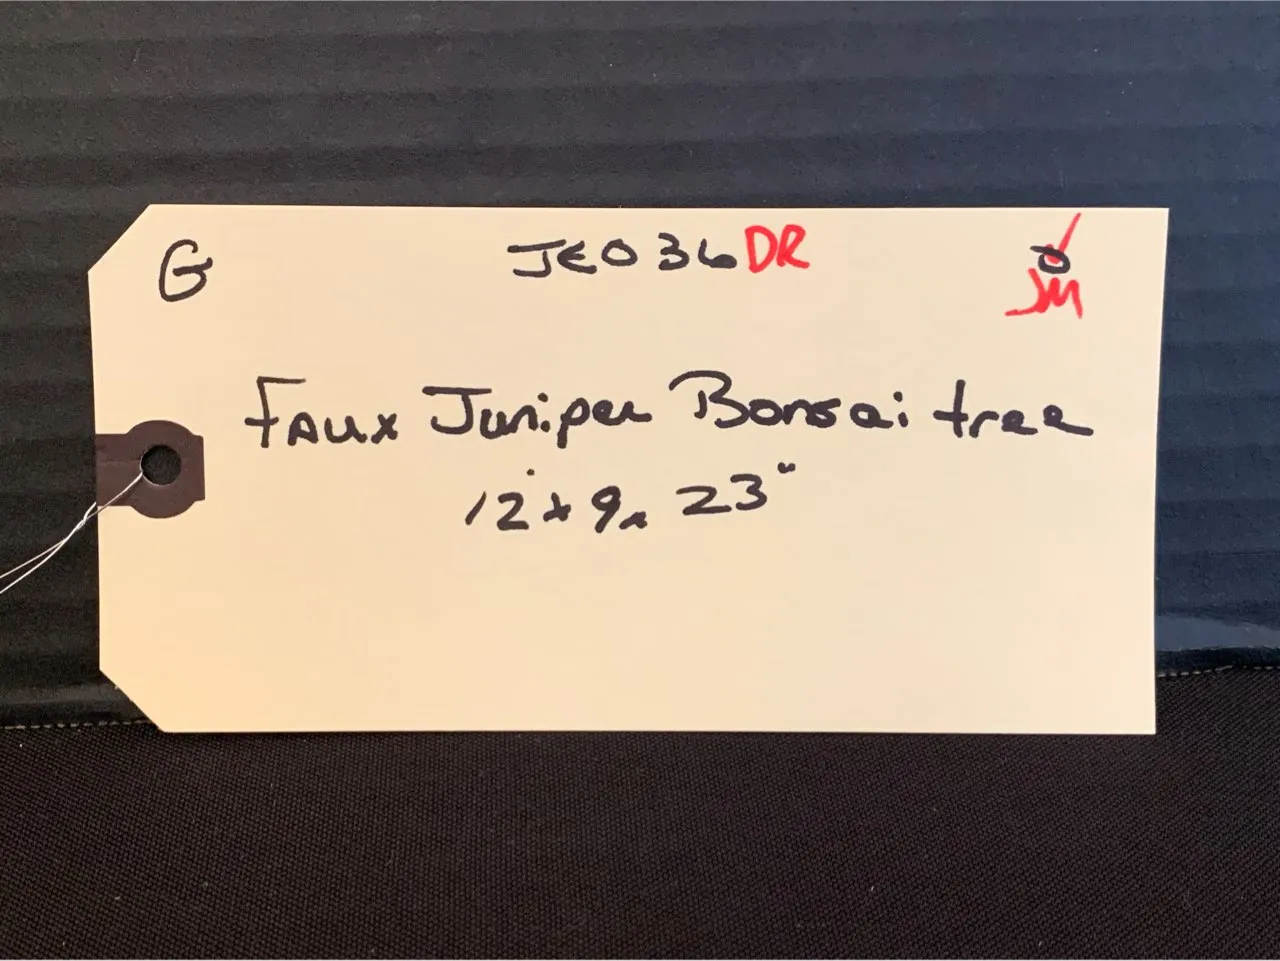 G JE036DR
JM
Faux Juniper Bonsai tree
12 x 9 x 23"